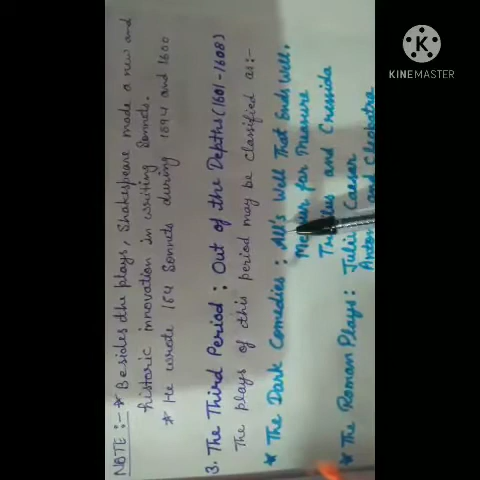 NOTE :- * Besides the plays, Shakespeare made a new and
historic innovation in writing Sonnets.
* He wrote 154 Sonnets during 1594 and 1600
3. The Third Period : Out of the Depths (1601-1608)
The plays of this period may be classified as:-
* The Dark Comedies : All's Well That Ends Well,
for Measure
and Cressida
* The Roman Plays : Caesar
and Cleopatra
K
KINEMASTER